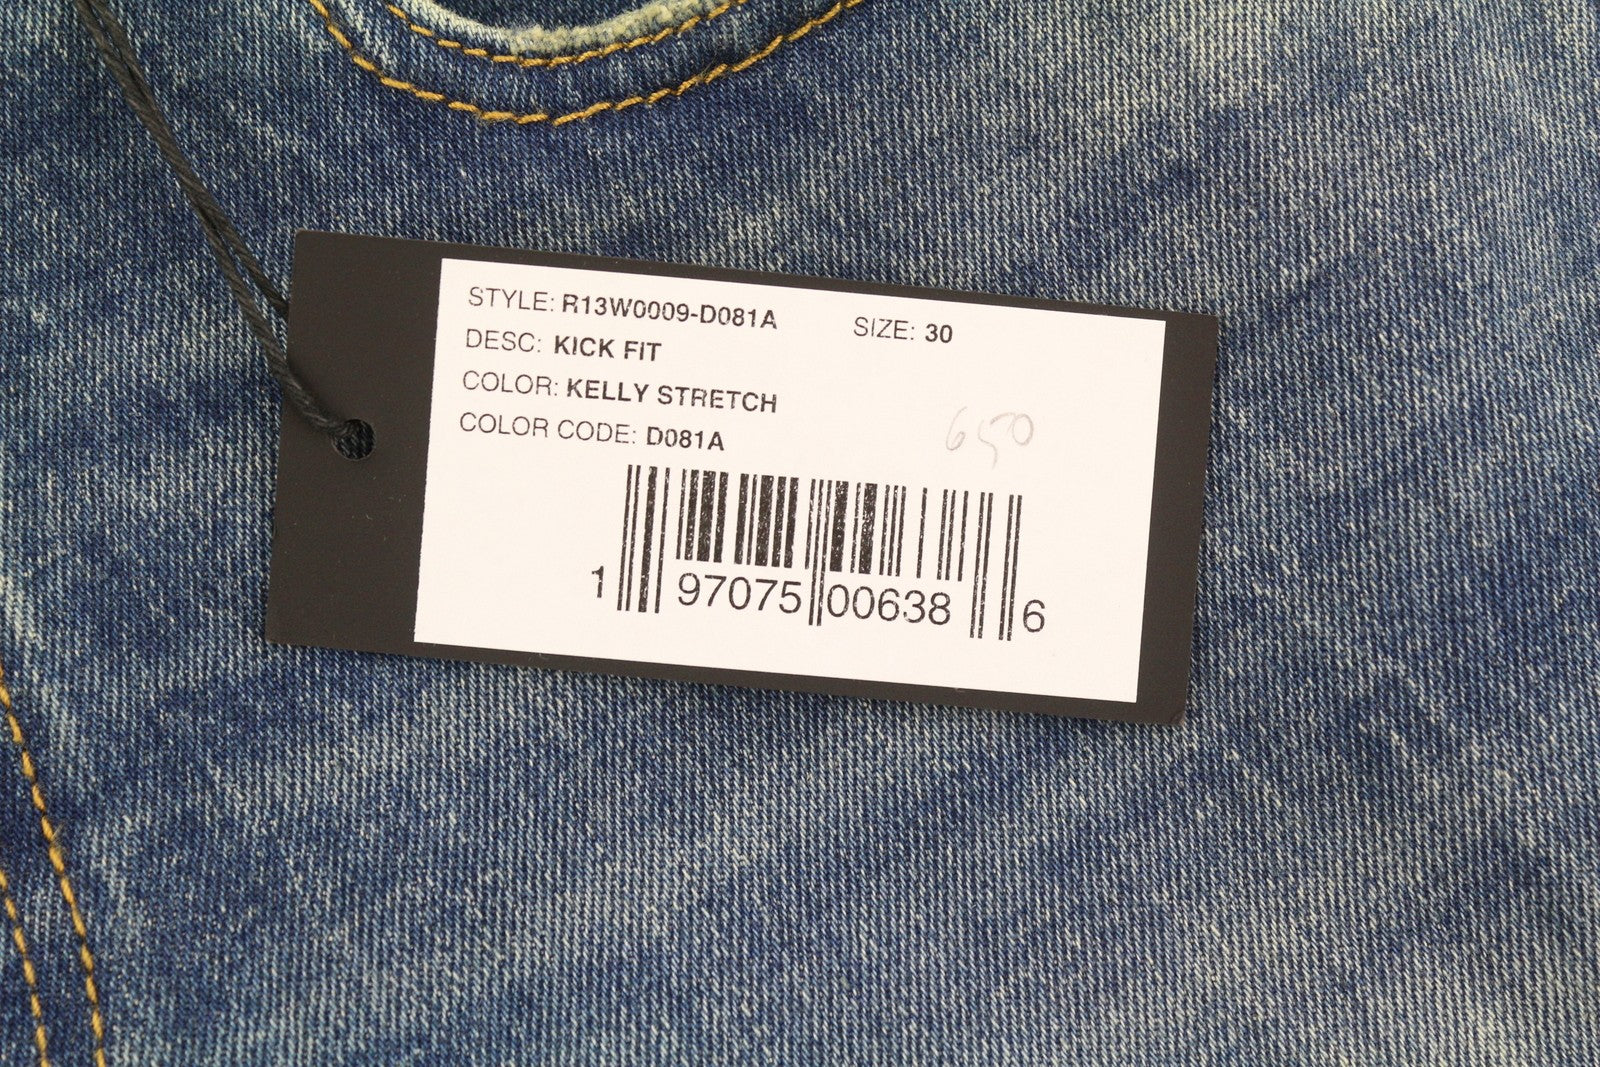 STYLE: R13W0009-D081A SIZE: 30
DESC: KICK FIT
COLOR: KELLY STRETCH
COLOR CODE: D081A
650
1 97075 00638 6